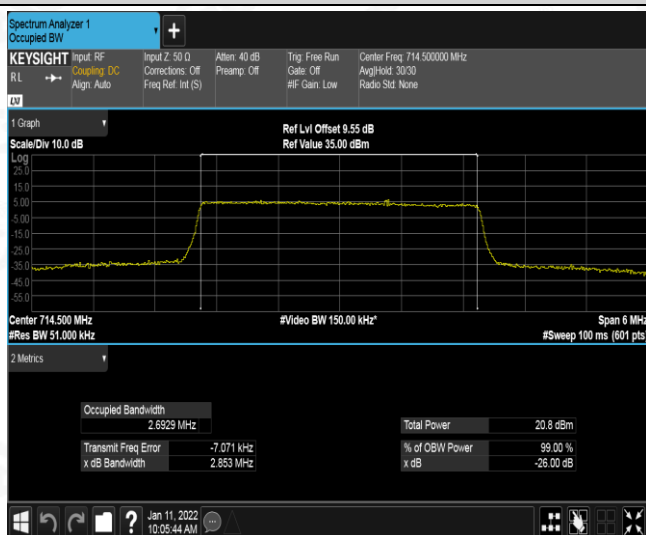 Spectrum Analyzer 1
Occupied BW
+
KEYSIGHT Input: RF Input Z: 50 Ω Atten: 40 dB Trig: Free Run Center Freq: 714.500000 MHz
RL Coupling: DC Corrections: Off Preamp: Off Gate: Off Avg|Hold: 30/30
Align: Auto Freq Ref: Int (S) #IF Gain: Low Radio Std: None
LXI
1 Graph
Ref Lvl Offset 9.55 dB
Scale/Div 10.0 dB Ref Value 35.00 dBm
Log
25.0
15.0
5.00
-5.00
-15.0
-25.0
-35.0
-45.0
-55.0
Center 714.500 MHz #Video BW 150.00 kHz* Span 6 MHz
#Res BW 51.000 kHz #Sweep 100 ms (601 pts)
2 Metrics
Occupied Bandwidth
2.6929 MHz Total Power 20.8 dBm
Transmit Freq Error -7.071 kHz % of OBW Power 99.00 %
x dB Bandwidth 2.853 MHz x dB -26.00 dB
? Jan 11, 2022
10:05:44 AM